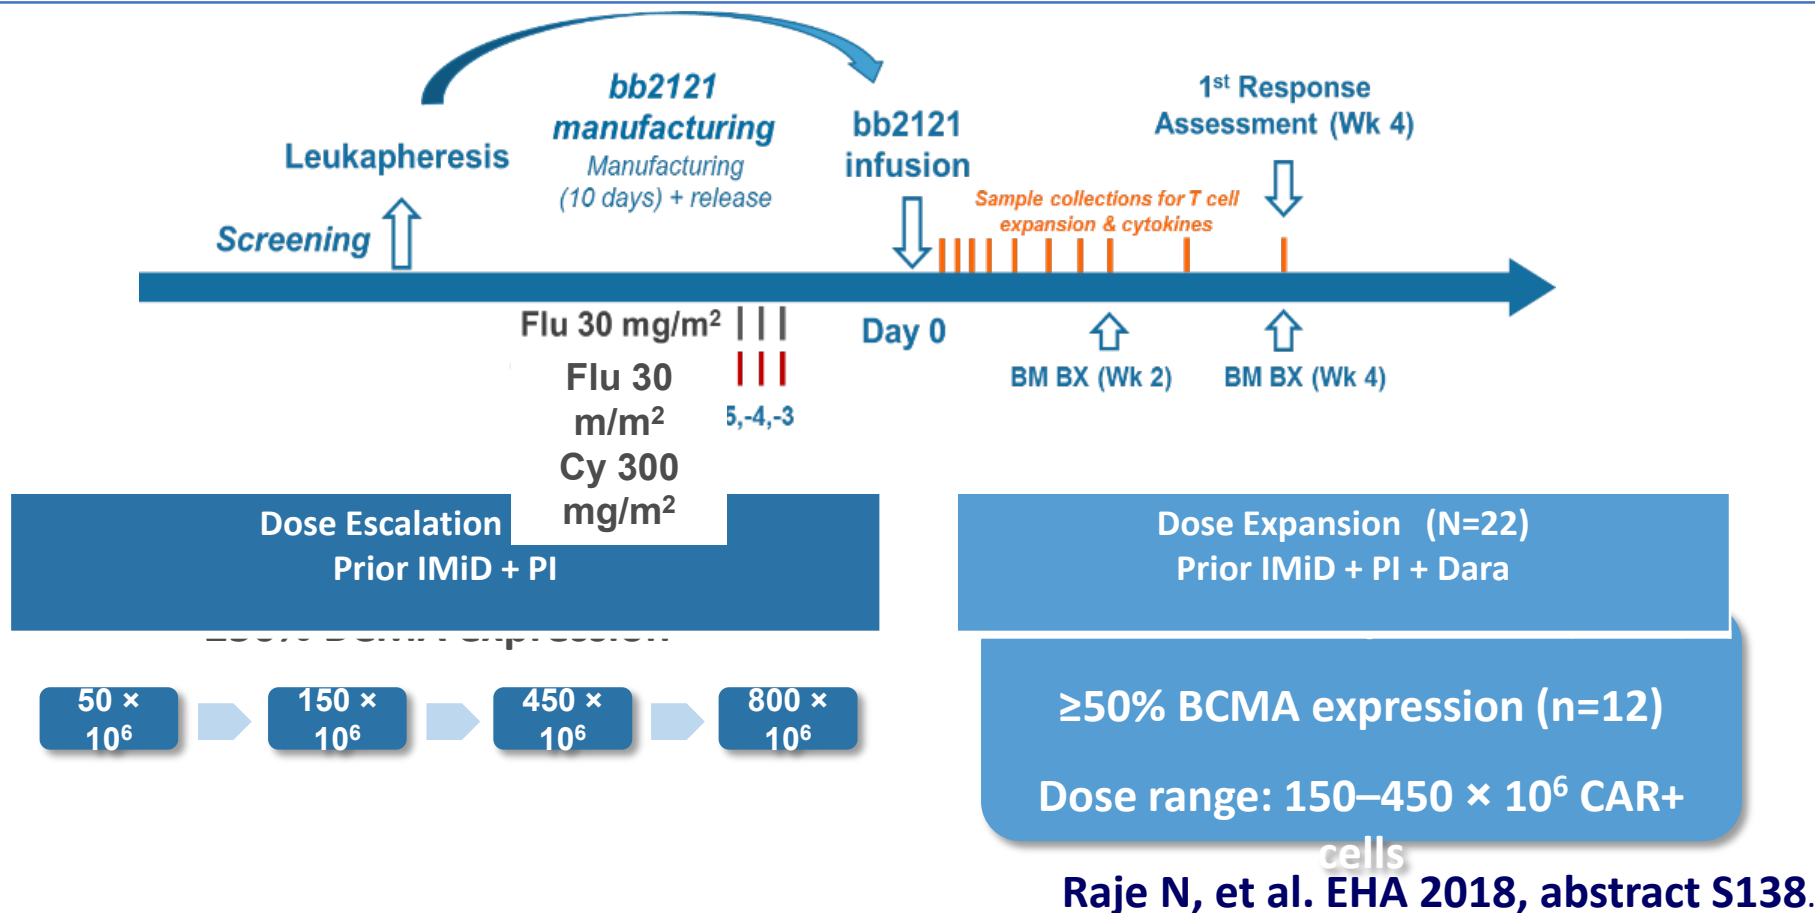 bb2121
manufacturing
Manufacturing
(10 days) + release
Leukapheresis
Screening
bb2121
infusion
1st Response
Assessment (Wk 4)
Sample collections for T cell
expansion & cytokines
Flu 30 mg/m²
Flu 30
m/m²
Cy 300
mg/m²
5,-4,-3
Day 0
BM BX (Wk 2)
BM BX (Wk 4)
Dose Escalation
Prior IMiD + PI
50 ×
10⁶
150 ×
10⁶
450 ×
10⁶
800 ×
10⁶
Dose Expansion (N=22)
Prior IMiD + PI + Dara
≥50% BCMA expression (n=12)
Dose range: 150–450 × 10⁶ CAR+
cells
Raje N, et al. EHA 2018, abstract S138.